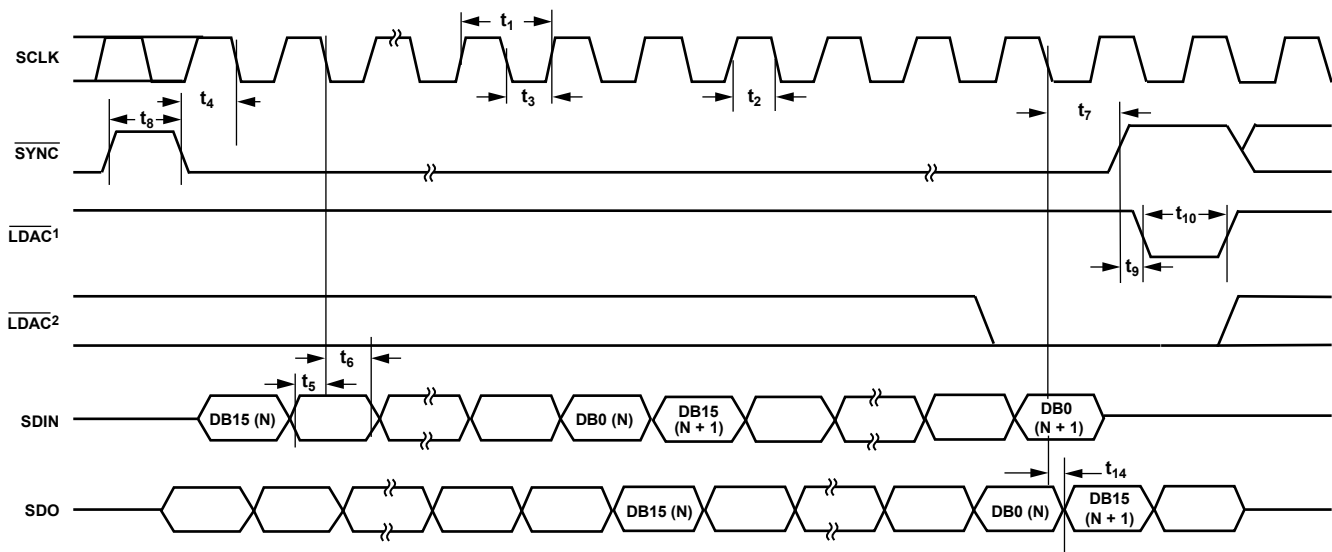 t1
SCLK
t4
t3
t2
t8
t7
SYNC
LDAC1
t10
t9
LDAC2
t6
t5
SDIN
DB15 (N)
DB0 (N)
DB15
(N + 1)
DB0
(N + 1)
t14
SDO
DB15 (N)
DB0 (N)
DB15
(N + 1)